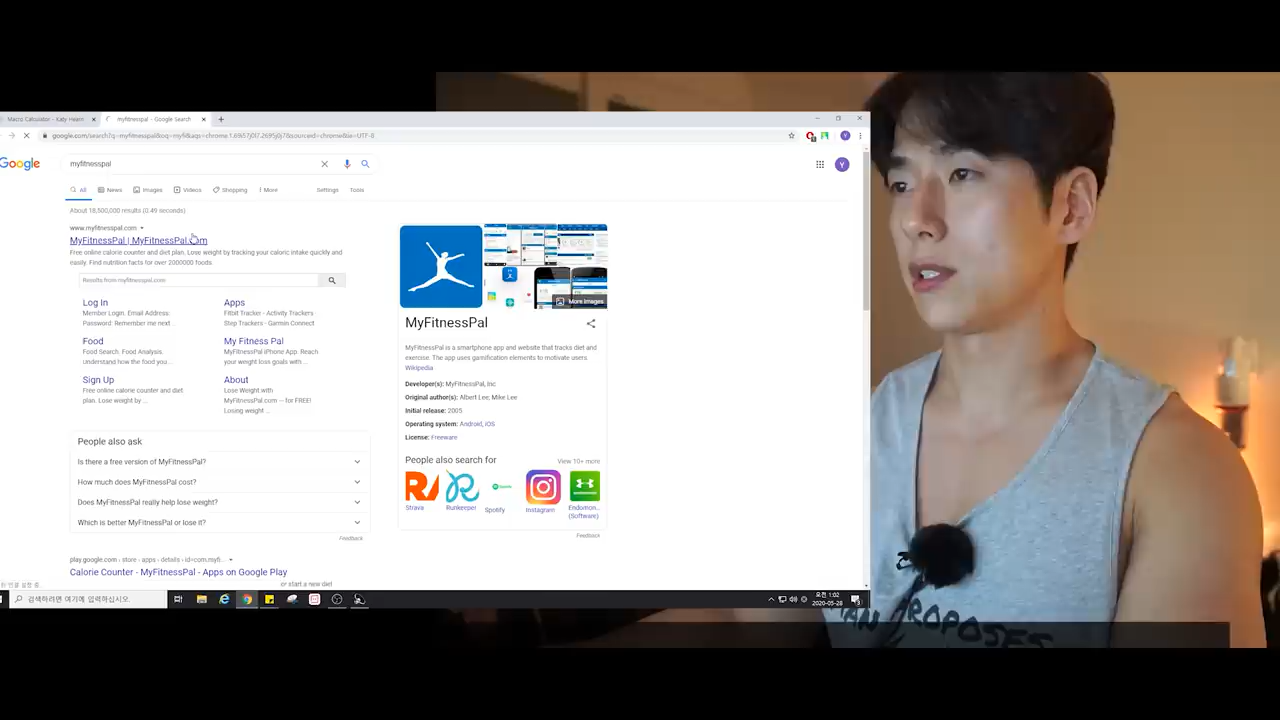 Macro Calculator - Katy Hearn
myfitnesspal - Google Search
Google
myfitnesspal
All
News
Images
Videos
Shopping
More
Settings
Tools
Y
About 18,500,000 results (0.49 seconds)
www.myfitnesspal.com
MyFitnessPal | MyFitnessPal.com
Free online calorie counter and diet plan. Lose weight by tracking your caloric intake quickly and
easily. Find nutrition facts for over 2000000 foods.
Results from myfitnesspal.com
Log In
Member Login. Email Address:
Password: Remember me next
Apps
Fitbit Tracker - Activity Trackers
Step Trackers - Garmin Connect
Food
Food Search. Food Analysis.
Understand how the food you...
My Fitness Pal
MyFitnessPal iPhone App. Reach
your weight loss goals with...
Sign Up
Free online calorie counter and diet
plan. Lose weight by ...
About
Lose Weight with
MyFitnessPal.com — for FREE!
Losing weight ...
People also ask
Is there a free version of MyFitnessPal?
How much does MyFitnessPal cost?
Does MyFitnessPal really help lose weight?
Which is better MyFitnessPal or lose it?
Feedback
play.google.com › store › apps › details › id=com.myfi...
Calorie Counter - MyFitnessPal - Apps on Google Play
or start a new diet
More images
MyFitnessPal
MyFitnessPal is a smartphone app and website that tracks diet and
exercise. The app uses gamification elements to motivate users.
Wikipedia
Developer(s): MyFitnessPal, Inc
Original author(s): Albert Lee; Mike Lee
Initial release: 2005
Operating system: Android, iOS
License: Freeware
People also search for
View 10+ more
Strava
Runkeeper
Spotify
Instagram
Endomon...
(Software)
Feedback
검색하려면 여기에 입력하십시오.
오전 1:02
2020-05-28
MAN PROPOSES